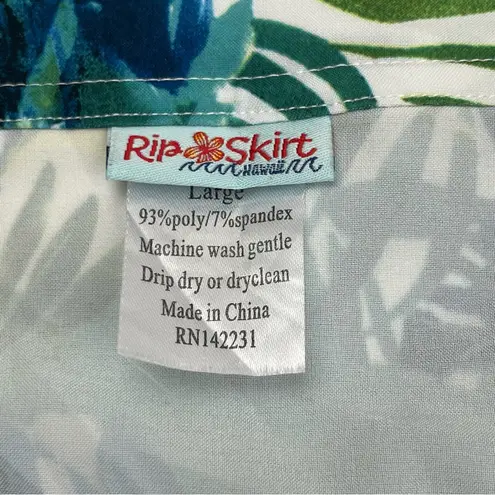 Rip Skirt
HAWAII
Large
93%poly/7%spandex
Machine wash gentle
Drip dry or dryclean
Made in China
RN142231